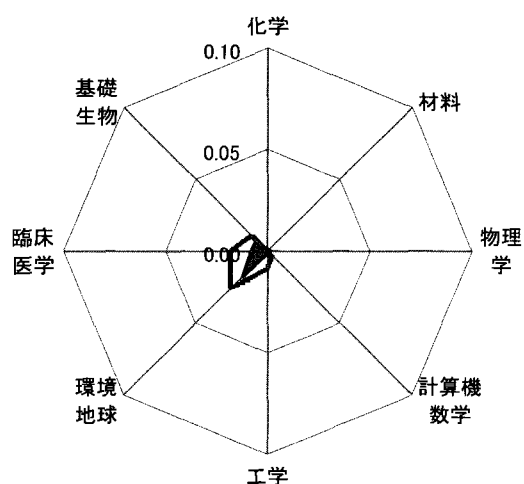 化学
0.10
材料
基礎
生物
0.05
物理
学
臨床
医学
0.00
計算機
数学
環境
地球
工学